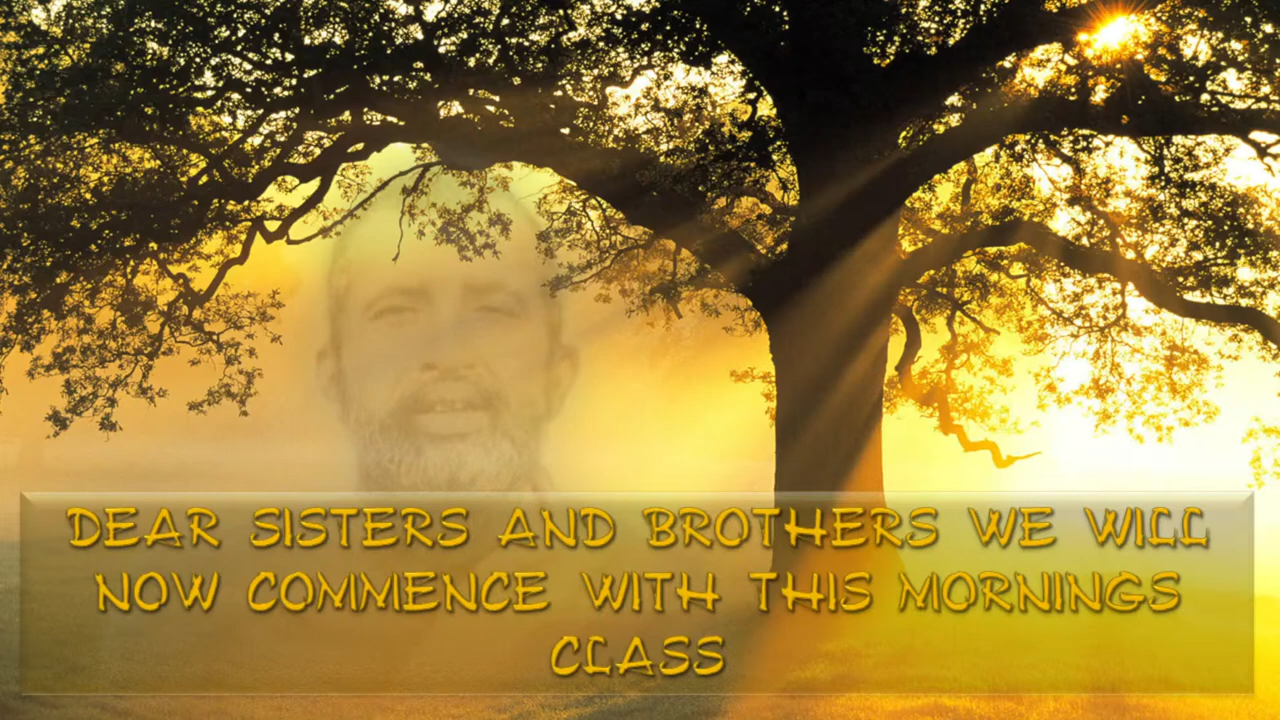 DEAR SISTERS AND BROTHERS WE WILL
NOW COMMENCE WITH THIS MORNINGS
CLASS